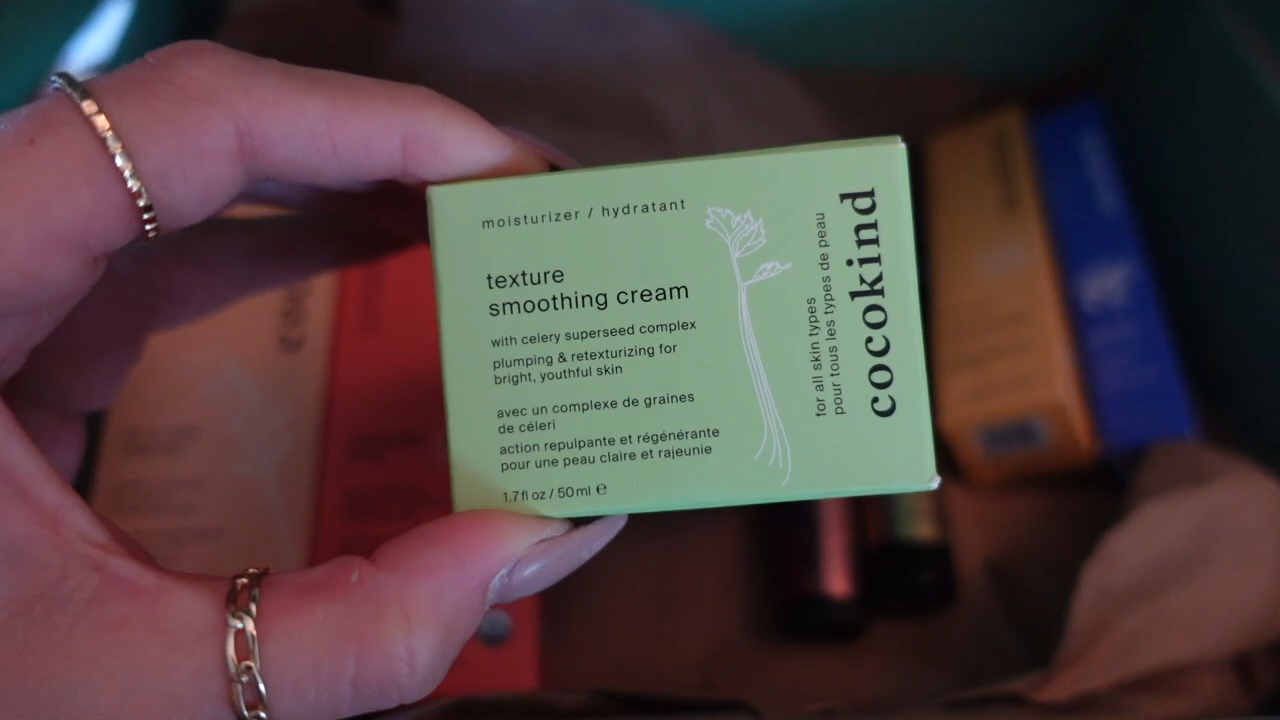 moisturizer / hydratant
texture
smoothing cream
with celery superseed complex
plumping & retexturizing for
bright, youthful skin
avec un complexe de graines
de céleri
action repulpante et régénérante
pour une peau claire et rajeunie
1.7 fl oz / 50 ml ℮
for all skin types
pour tous les types de peau
cocokind